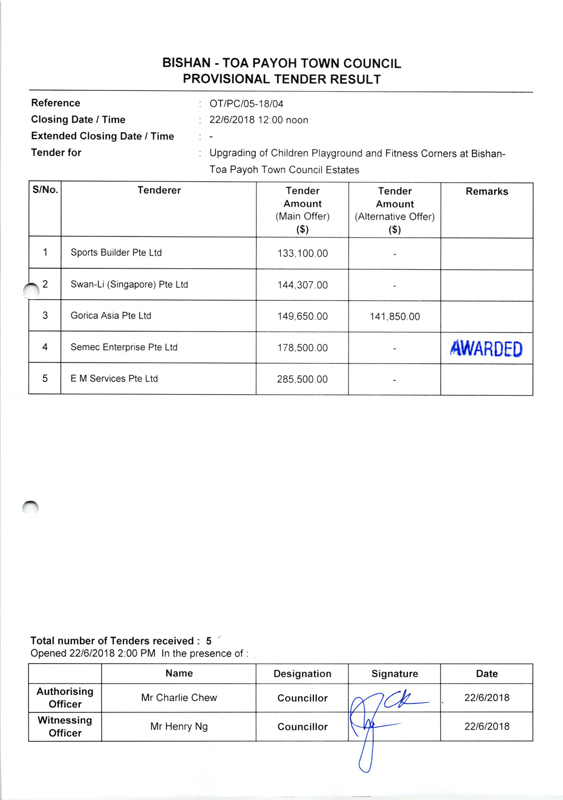 BISHAN - TOA PAYOH TOWN COUNCIL
PROVISIONAL TENDER RESULT
Reference : OT/PC/05-18/04
Closing Date / Time : 22/6/2018 12:00 noon
Extended Closing Date / Time : -
Tender for : Upgrading of Children Playground and Fitness Corners at Bishan-
Toa Payoh Town Council Estates
S/No. Tenderer Tender Tender Remarks
Amount Amount
(Main Offer) (Alternative Offer)
($) ($)
1 Sports Builder Pte Ltd 133,100.00 -
2 Swan-Li (Singapore) Pte Ltd 144,307.00 -
3 Gorica Asia Pte Ltd 149,650.00 141,850.00
4 Semec Enterprise Pte Ltd 178,500.00 - AWARDED
5 E M Services Pte Ltd 285,500.00 -
Total number of Tenders received : 5
Opened 22/6/2018 2:00 PM In the presence of :
Name Designation Signature Date
Authorising
Officer Mr Charlie Chew Councillor 22/6/2018
Witnessing
Officer Mr Henry Ng Councillor 22/6/2018